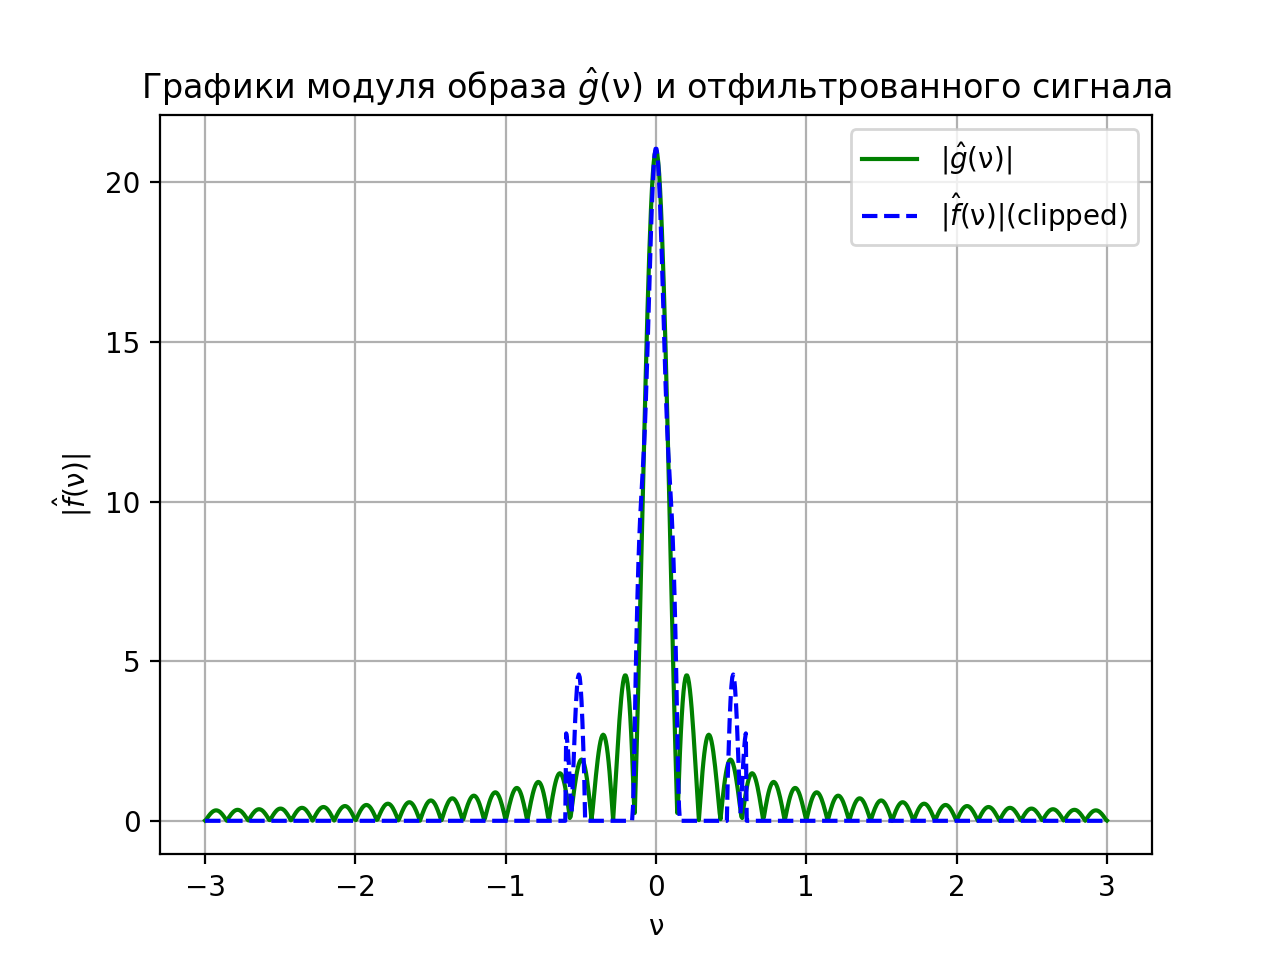 Графики модуля образа ĝ(ν) и отфильтрованного сигнала
|ĝ(ν)|
|f̂(ν)|(clipped)
|f̂(ν)|
20
15
10
5
0
−3
−2
−1
0
1
2
3
ν